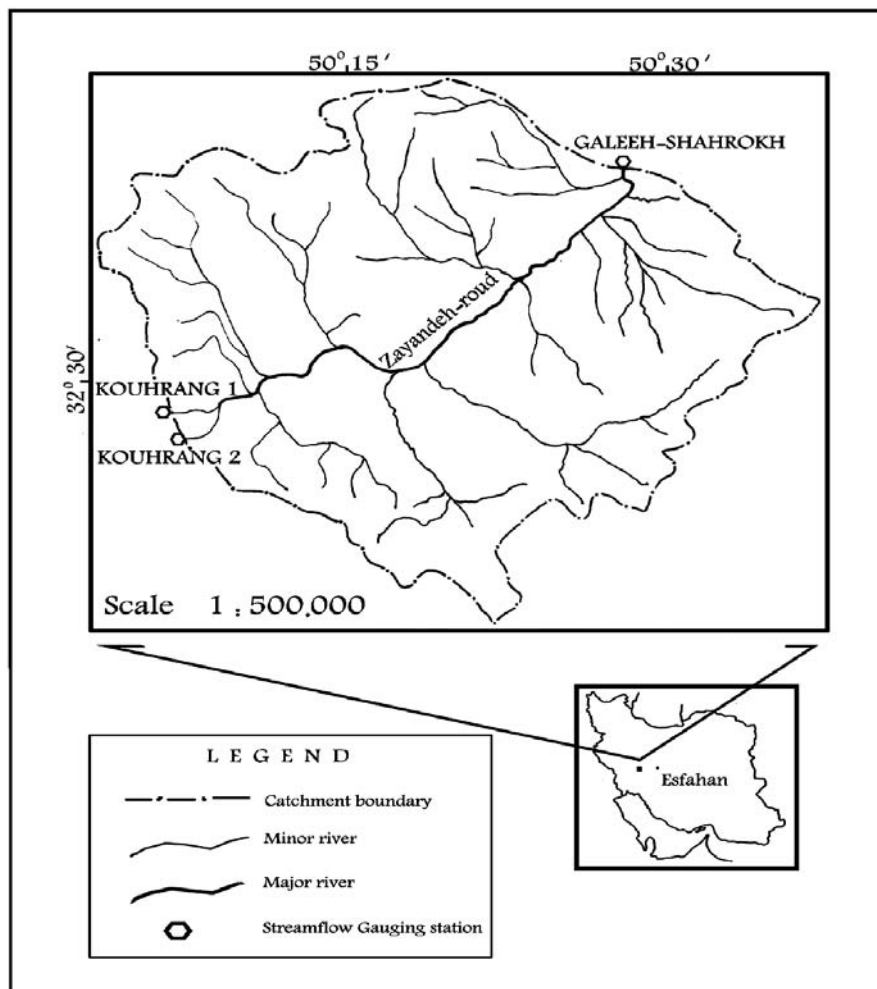 50° 15′ 50° 30′
GALEEH-SHAHROKH
Zayandeh-roud
32° 30′
KOUHRANG 1
KOUHRANG 2
Scale 1 : 500.000
Esfahan
L E G E N D
Catchment boundary
Minor river
Major river
Streamflow Gauging station